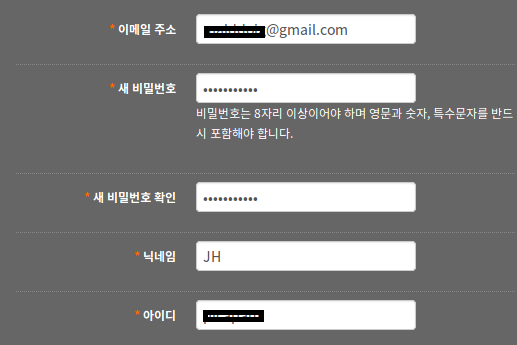 * 이메일 주소
@gmail.com
* 새 비밀번호
•••••••••••
비밀번호는 8자리 이상이어야 하며 영문과 숫자, 특수문자를 반드
시 포함해야 합니다.
* 새 비밀번호 확인
•••••••••••
* 닉네임
JH
* 아이디